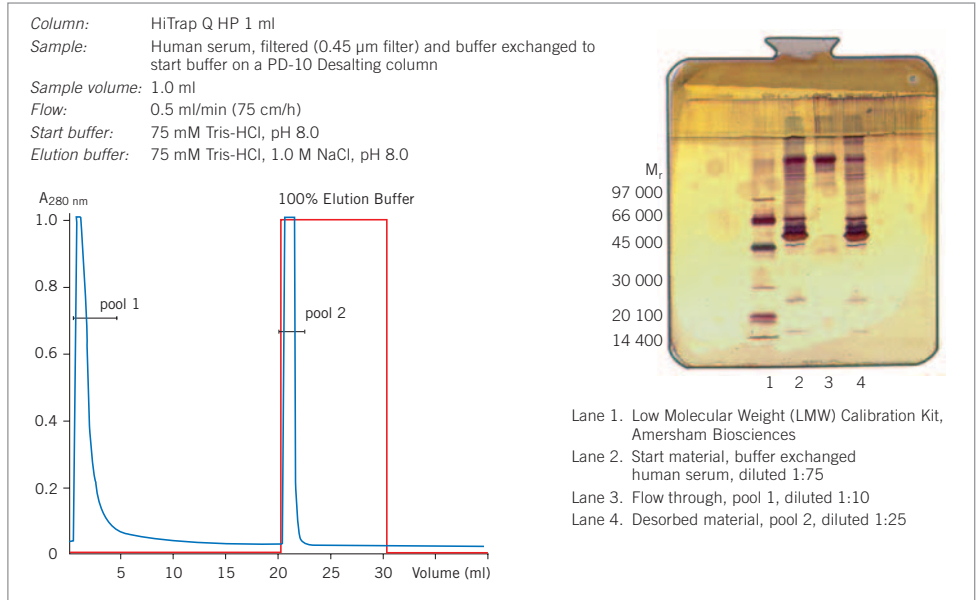 Column: HiTrap Q HP 1 ml
Sample: Human serum, filtered (0.45 µm filter) and buffer exchanged to
start buffer on a PD-10 Desalting column
Sample volume: 1.0 ml
Flow: 0.5 ml/min (75 cm/h)
Start buffer: 75 mM Tris-HCl, pH 8.0
Elution buffer: 75 mM Tris-HCl, 1.0 M NaCl, pH 8.0
A280 nm
100% Elution Buffer
1.0
0.8
pool 1
pool 2
0.6
0.4
0.2
0
5 10 15 20 25 30 Volume (ml)
Mr
97 000
66 000
45 000
30 000
20 100
14 400
1 2 3 4
Lane 1. Low Molecular Weight (LMW) Calibration Kit,
Amersham Biosciences
Lane 2. Start material, buffer exchanged
human serum, diluted 1:75
Lane 3. Flow through, pool 1, diluted 1:10
Lane 4. Desorbed material, pool 2, diluted 1:25